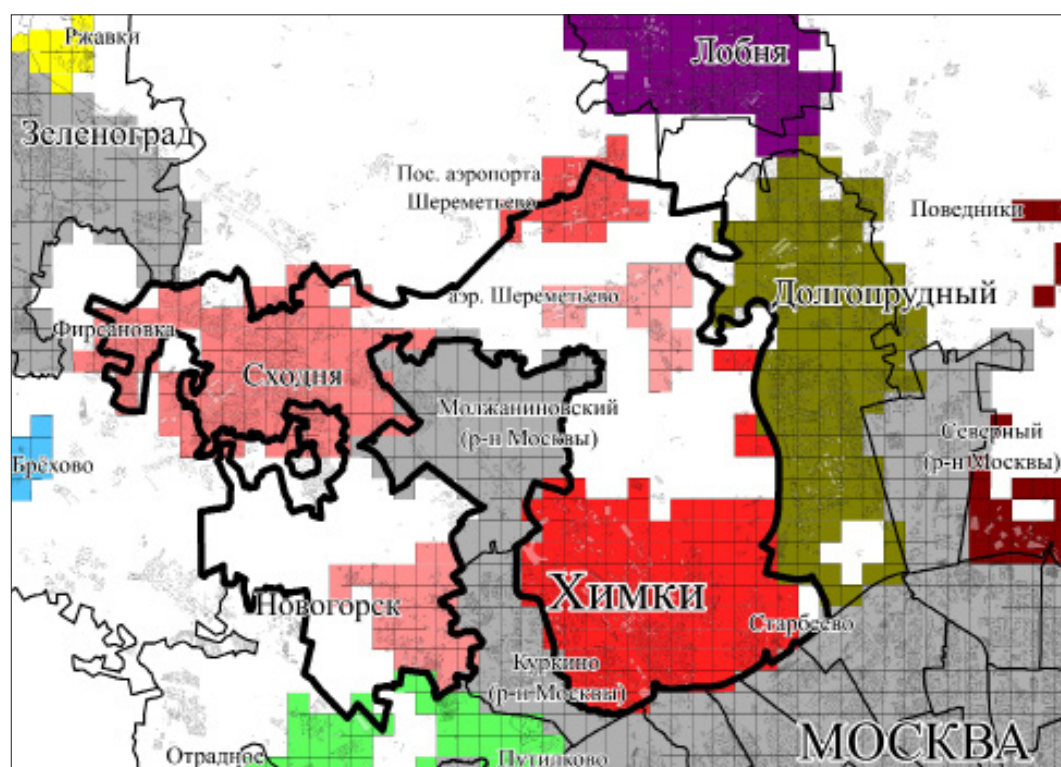 Ржавки
Лобня
Зеленоград
Пос. аэропорта
Шереметьево
Поведники
аэр. Шереметьево
Долгопрудный
Фирсановка
Сходня
Молжаниновский
(р-н Москвы)
Северный
(р-н Москвы)
Брёхово
Химки
Новогорск
Старбеево
Куркино
(р-н Москвы)
Отрадное
Путилково
МОСКВА